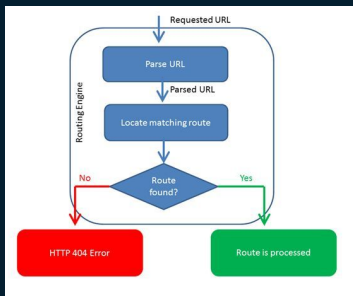 Requested URL
Parse URL
Parsed URL
Routing Engine
Locate matching route
Route
found?
No
Yes
HTTP 404 Error
Route is processed